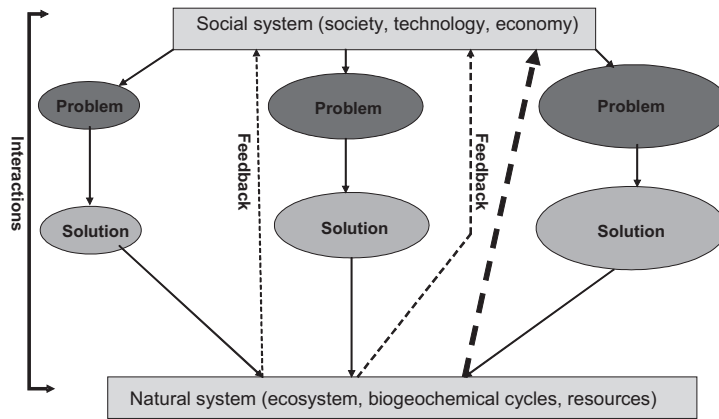 Social system (society, technology, economy)
Problem
Problem
Problem
Interactions
Feedback
Feedback
Solution
Solution
Solution
Natural system (ecosystem, biogeochemical cycles, resources)